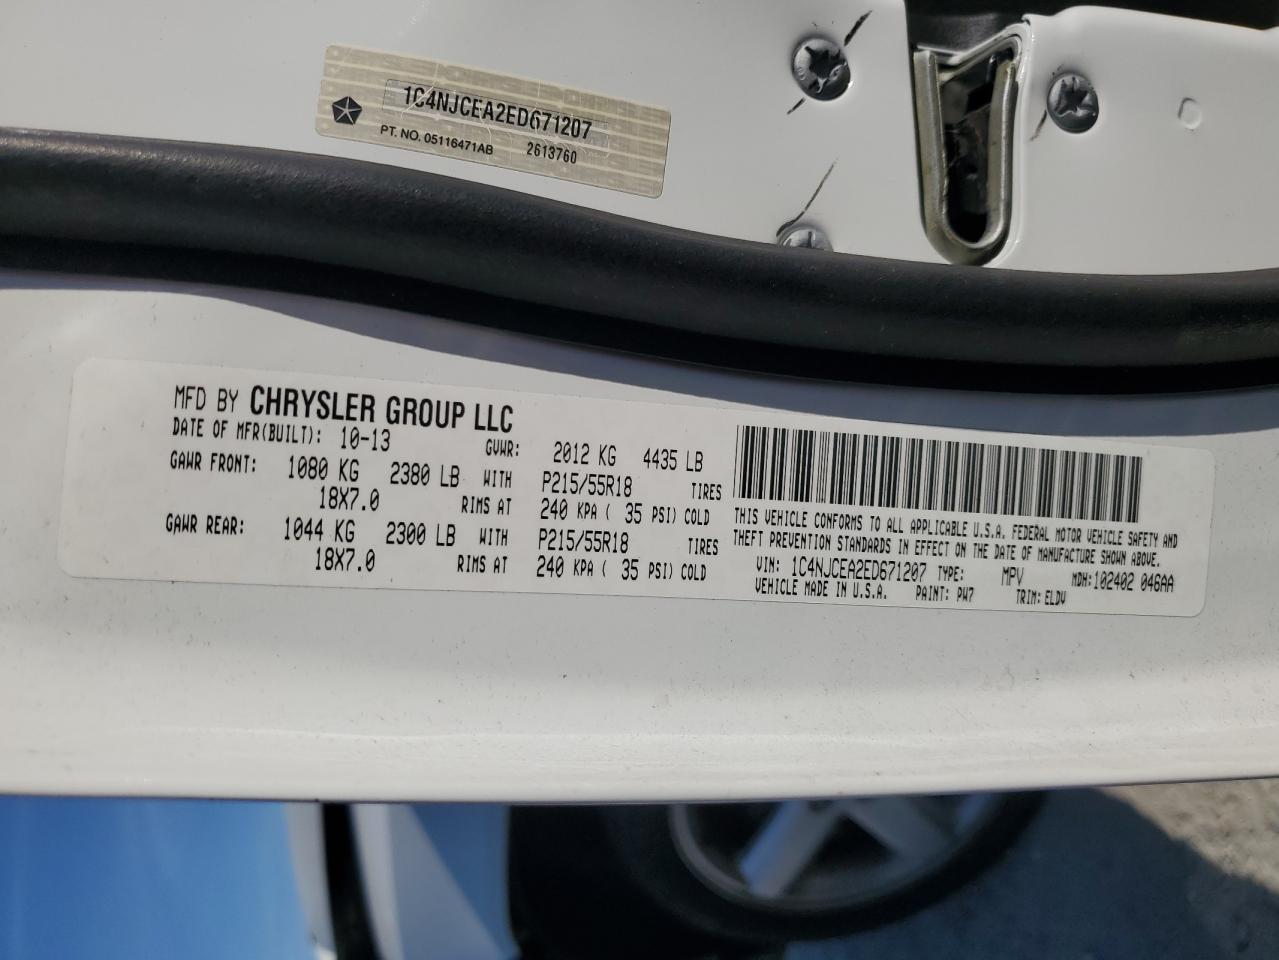 1C4NJCEA2ED671207
PT. NO. 05116471AB 2613760
MFD BY CHRYSLER GROUP LLC
DATE OF MFR(BUILT): 10-13 GVWR: 2012 KG 4435 LB
GAWR FRONT: 1080 KG 2380 LB WITH P215/55R18 TIRES
18X7.0 RIMS AT 240 KPA ( 35 PSI) COLD
GAWR REAR: 1044 KG 2300 LB WITH P215/55R18 TIRES
18X7.0 RIMS AT 240 KPA ( 35 PSI) COLD
THIS VEHICLE CONFORMS TO ALL APPLICABLE U.S.A. FEDERAL MOTOR VEHICLE SAFETY AND
THEFT PREVENTION STANDARDS IN EFFECT ON THE DATE OF MANUFACTURE SHOWN ABOVE.
VIN: 1C4NJCEA2ED671207 TYPE: MPV MDH:102402 046AA
VEHICLE MADE IN U.S.A. PAINT: PW7 TRIM: ELDV